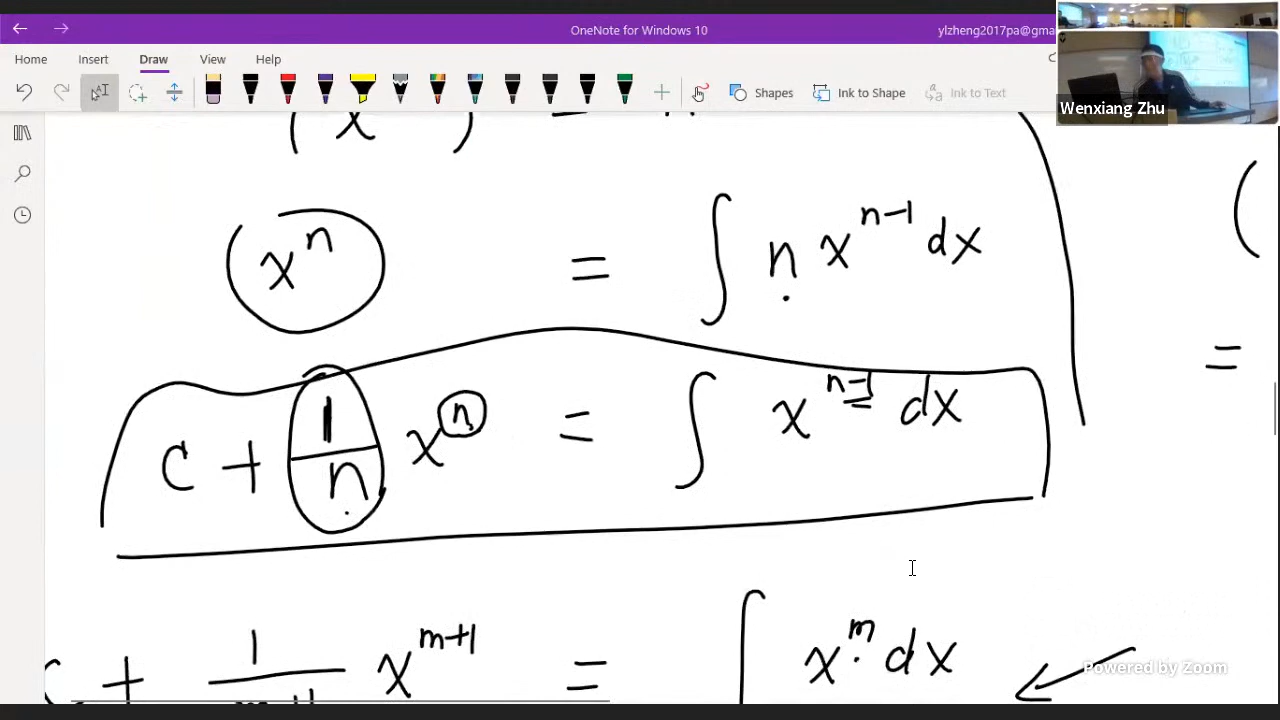 OneNote for Windows 10
ylzheng2017pa@gma
Home Insert Draw View Help
Shapes Ink to Shape Ink to Text
Wenxiang Zhu
(x ) =
(
x^n = ∫ n x^{n-1} dx
=
c + 1/n x^n = ∫ x^{n-1} dx
+ 1/ x^{m+1} = ∫ x^m dx
Powered by Zoom